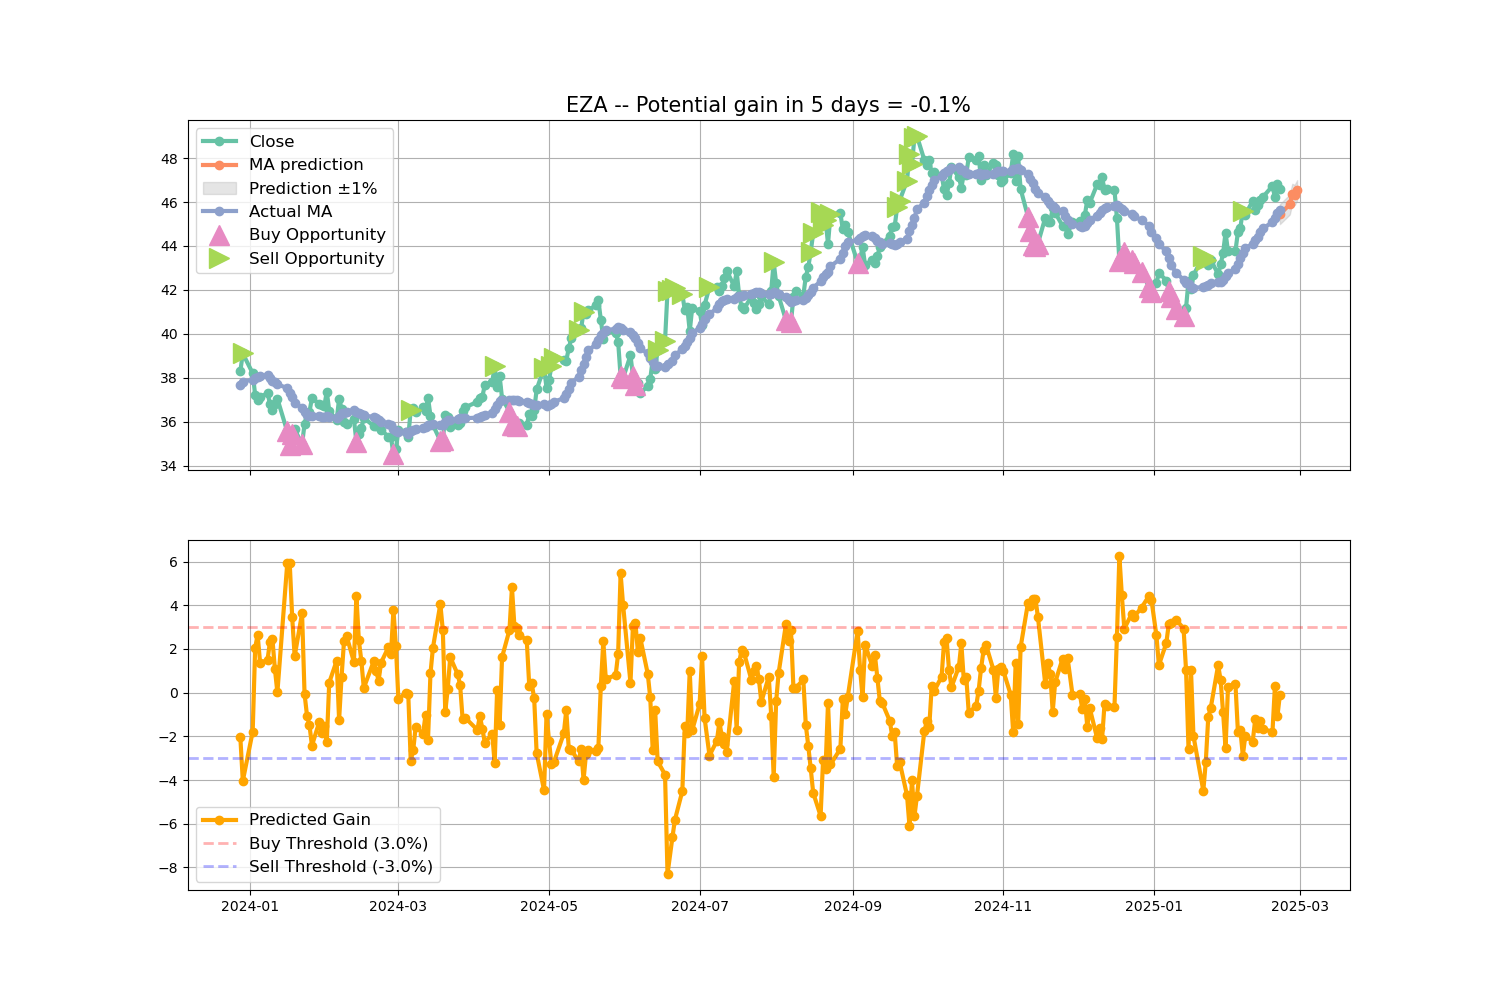 EZA -- Potential gain in 5 days = -0.1%
Close
MA prediction
Prediction ±1%
Actual MA
Buy Opportunity
Sell Opportunity
48
46
44
42
40
38
36
34
6
4
2
0
−2
−4
−6
−8
Predicted Gain
Buy Threshold (3.0%)
Sell Threshold (-3.0%)
2024-01 2024-03 2024-05 2024-07 2024-09 2024-11 2025-01 2025-03